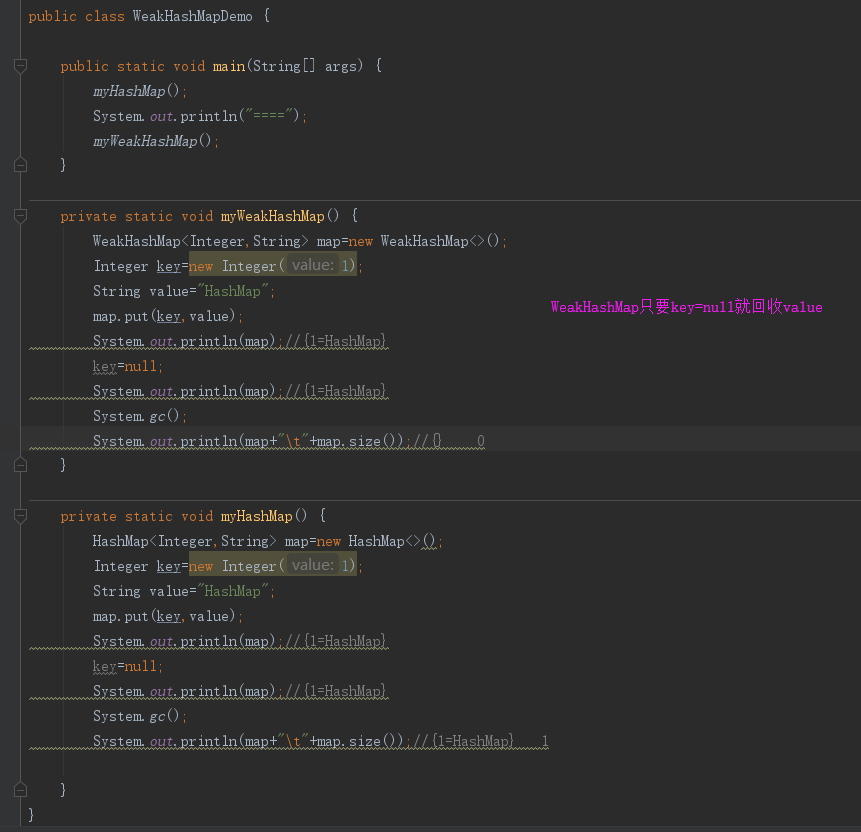 public class WeakHashMapDemo {
public static void main(String[] args) {
myHashMap();
System.out.println("====");
myWeakHashMap();
}
private static void myWeakHashMap() {
WeakHashMap<Integer,String> map=new WeakHashMap<>();
Integer key=new Integer( value: 1);
String value="HashMap";
WeakHashMap只要key=null就回收value
map.put(key,value);
System.out.println(map);//{1=HashMap}
key=null;
System.out.println(map);//{1=HashMap}
System.gc();
System.out.println(map+"\t"+map.size());//{} 0
}
private static void myHashMap() {
HashMap<Integer,String> map=new HashMap<>();
Integer key=new Integer( value: 1);
String value="HashMap";
map.put(key,value);
System.out.println(map);//{1=HashMap}
key=null;
System.out.println(map);//{1=HashMap}
System.gc();
System.out.println(map+"\t"+map.size());//{1=HashMap} 1
}
}